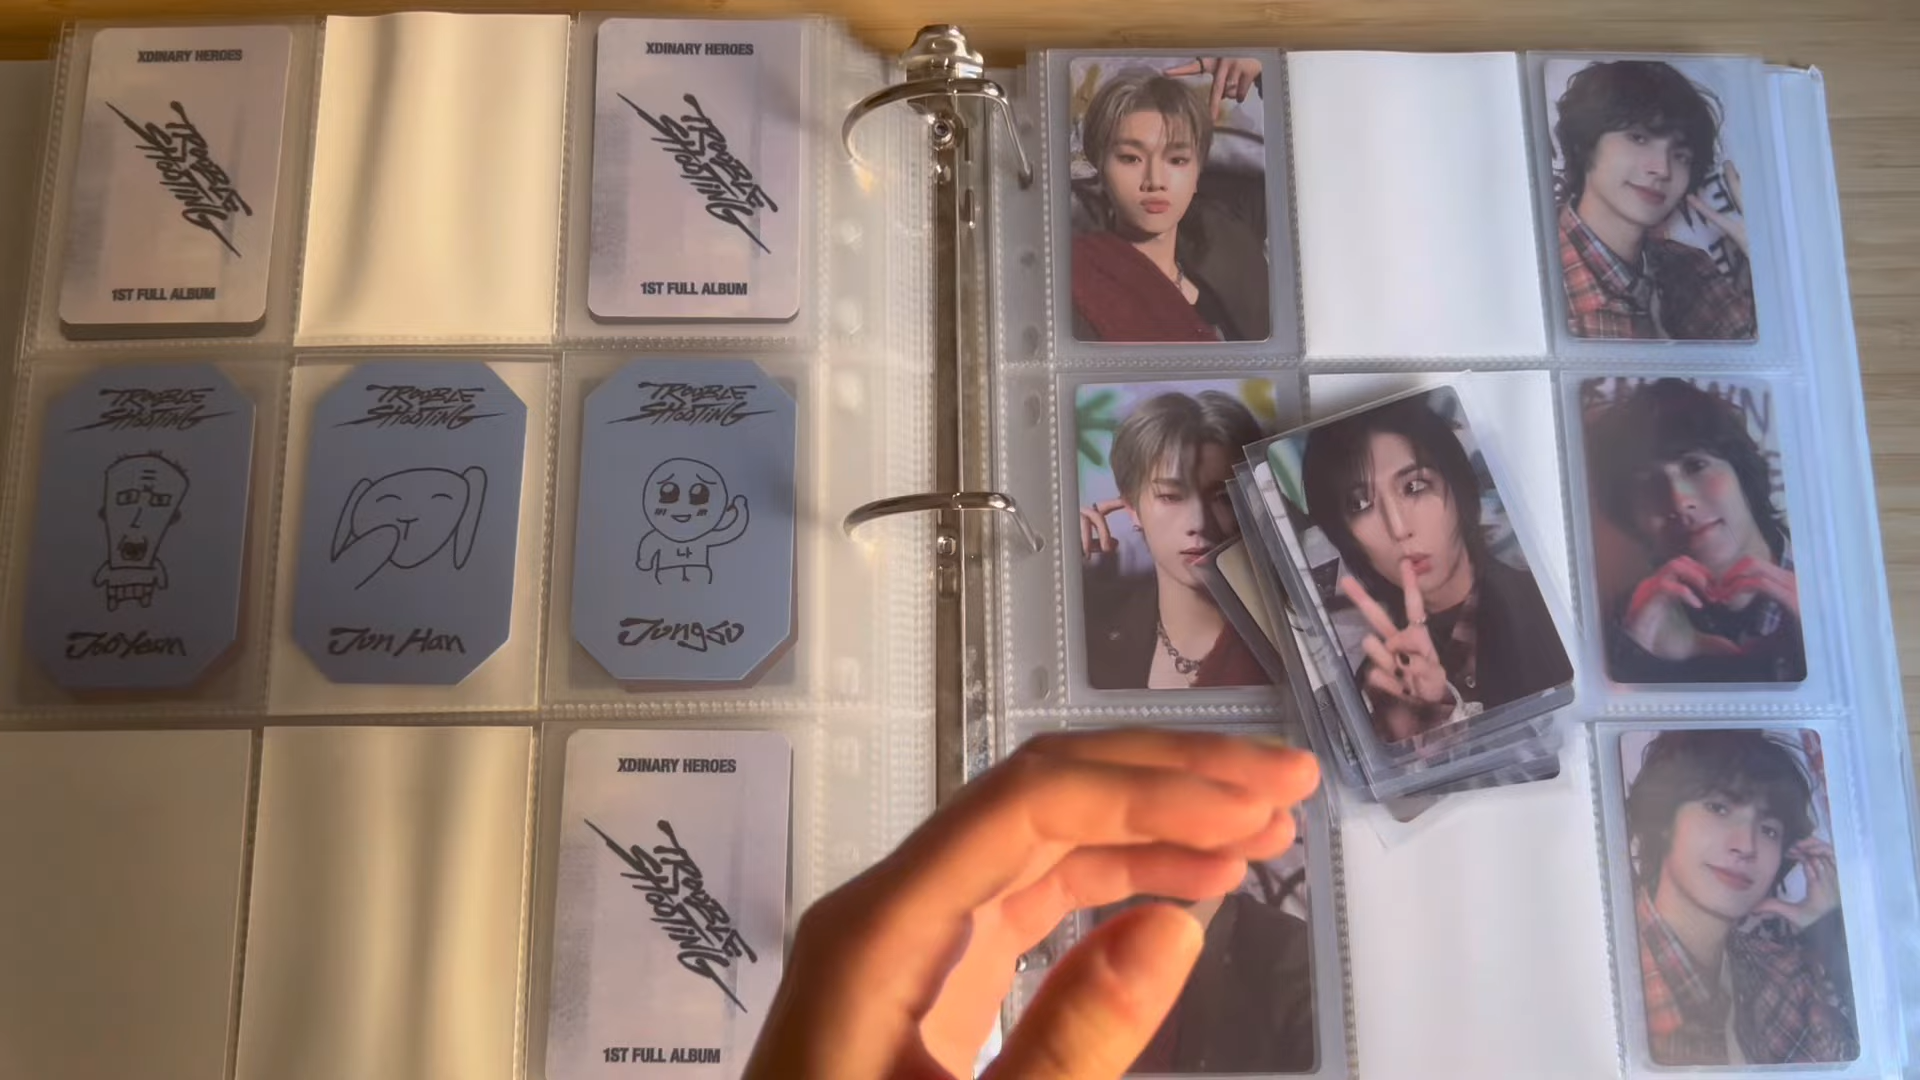 XDINARY HEROES
TROUBLE
SHOOTING
1ST FULL ALBUM
XDINARY HEROES
TROUBLE
SHOOTING
1ST FULL ALBUM
TROUBLE
SHOOTING
JooYeon
TROUBLE
SHOOTING
Jun Han
TROUBLE
SHOOTING
나
JungSu
XDINARY HEROES
TROUBLE
SHOOTING
1ST FULL ALBUM